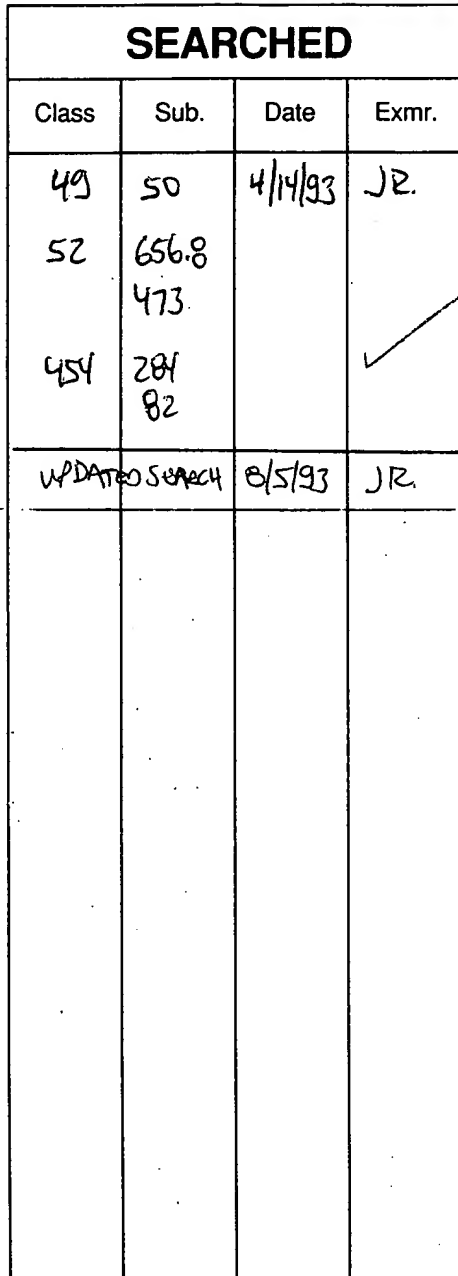 SEARCHED
Class Sub. Date Exmr.
49 50 4/14/93 JR.
52 656.8
473
454 284
82
UPDATED SEARCH 8/5/93 JR.